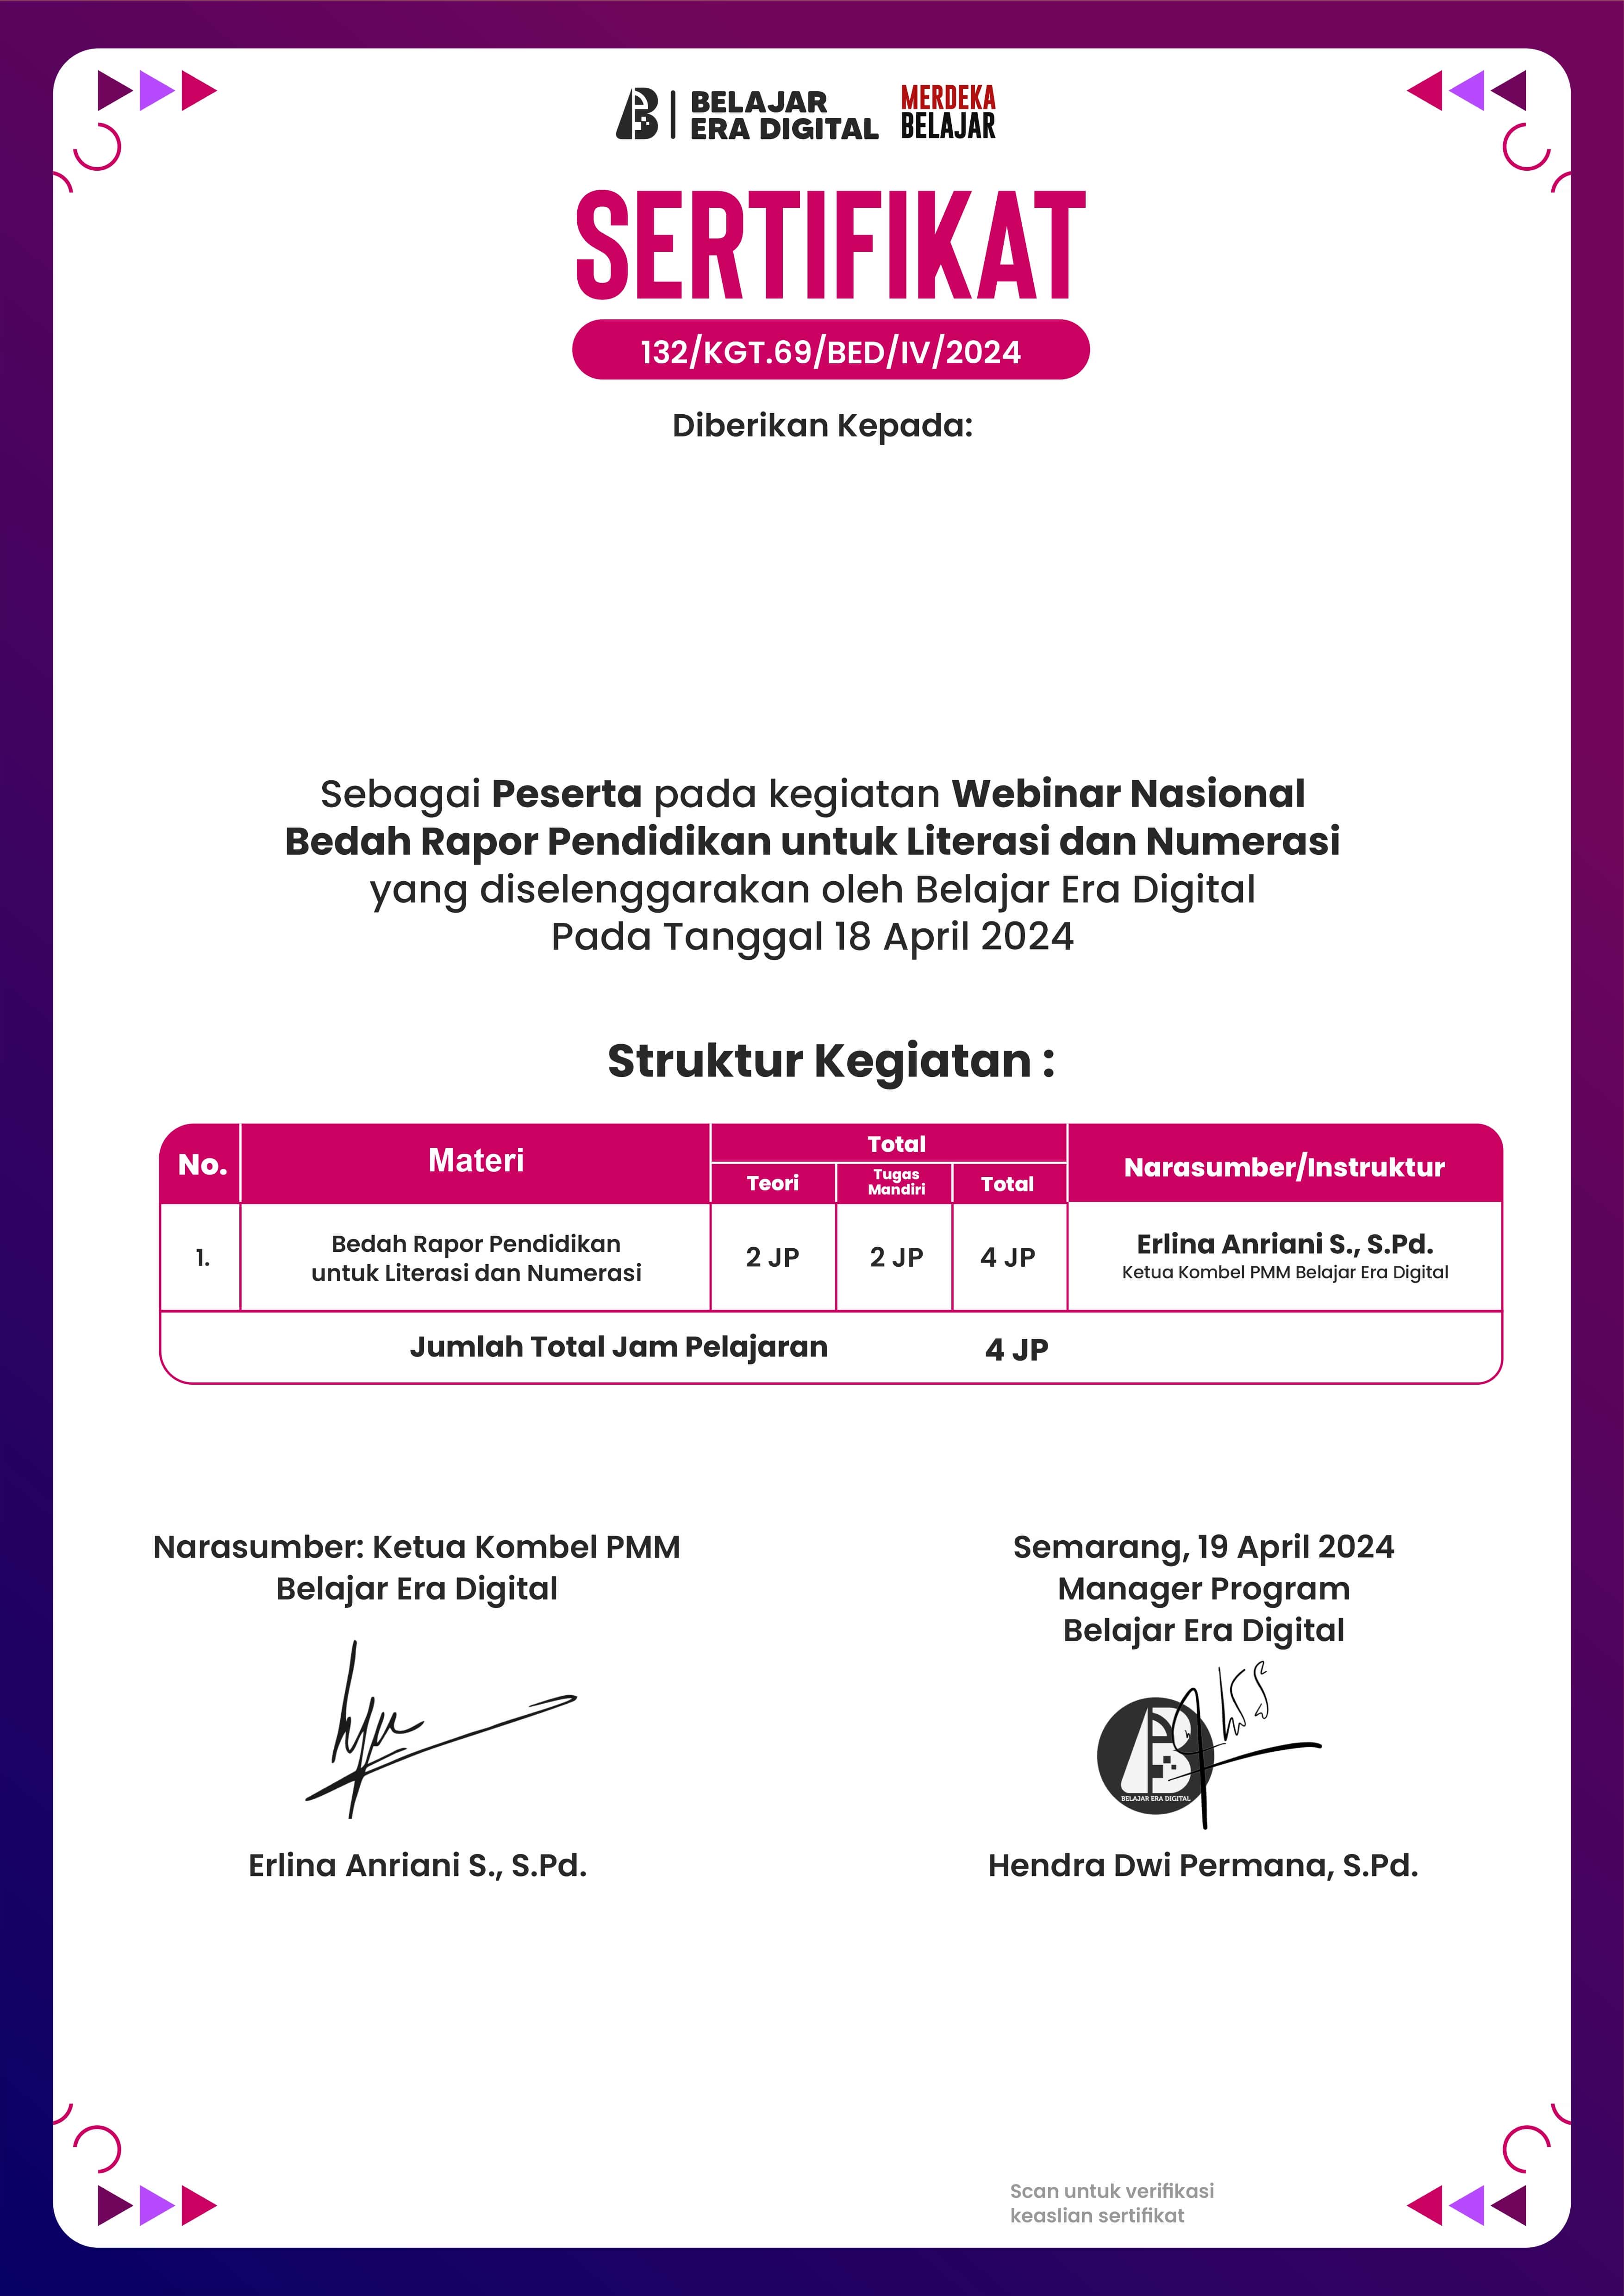 BELAJAR
ERA DIGITAL
MERDEKA
BELAJAR
SERTIFIKAT
132/KGT.69/BED/IV/2024
Diberikan Kepada:
Sebagai Peserta pada kegiatan Webinar Nasional
Bedah Rapor Pendidikan untuk Literasi dan Numerasi
yang diselenggarakan oleh Belajar Era Digital
Pada Tanggal 18 April 2024
Struktur Kegiatan :
No. Materi Total Narasumber/Instruktur
Teori Tugas Mandiri Total
1. Bedah Rapor Pendidikan
untuk Literasi dan Numerasi
2 JP 2 JP 4 JP
Erlina Anriani S., S.Pd.
Ketua Kombel PMM Belajar Era Digital
Jumlah Total Jam Pelajaran 4 JP
Narasumber: Ketua Kombel PMM
Belajar Era Digital
Erlina Anriani S., S.Pd.
Semarang, 19 April 2024
Manager Program
Belajar Era Digital
BELAJAR ERA DIGITAL
Hendra Dwi Permana, S.Pd.
Scan untuk verifikasi
keaslian sertifikat